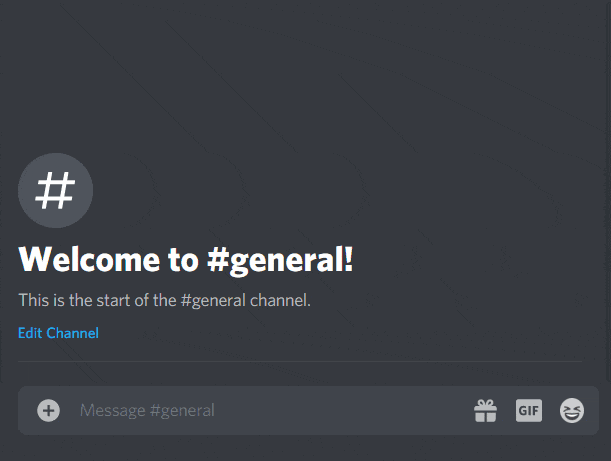 #
Welcome to #general!
This is the start of the #general channel.
Edit Channel
Message #general
GIF